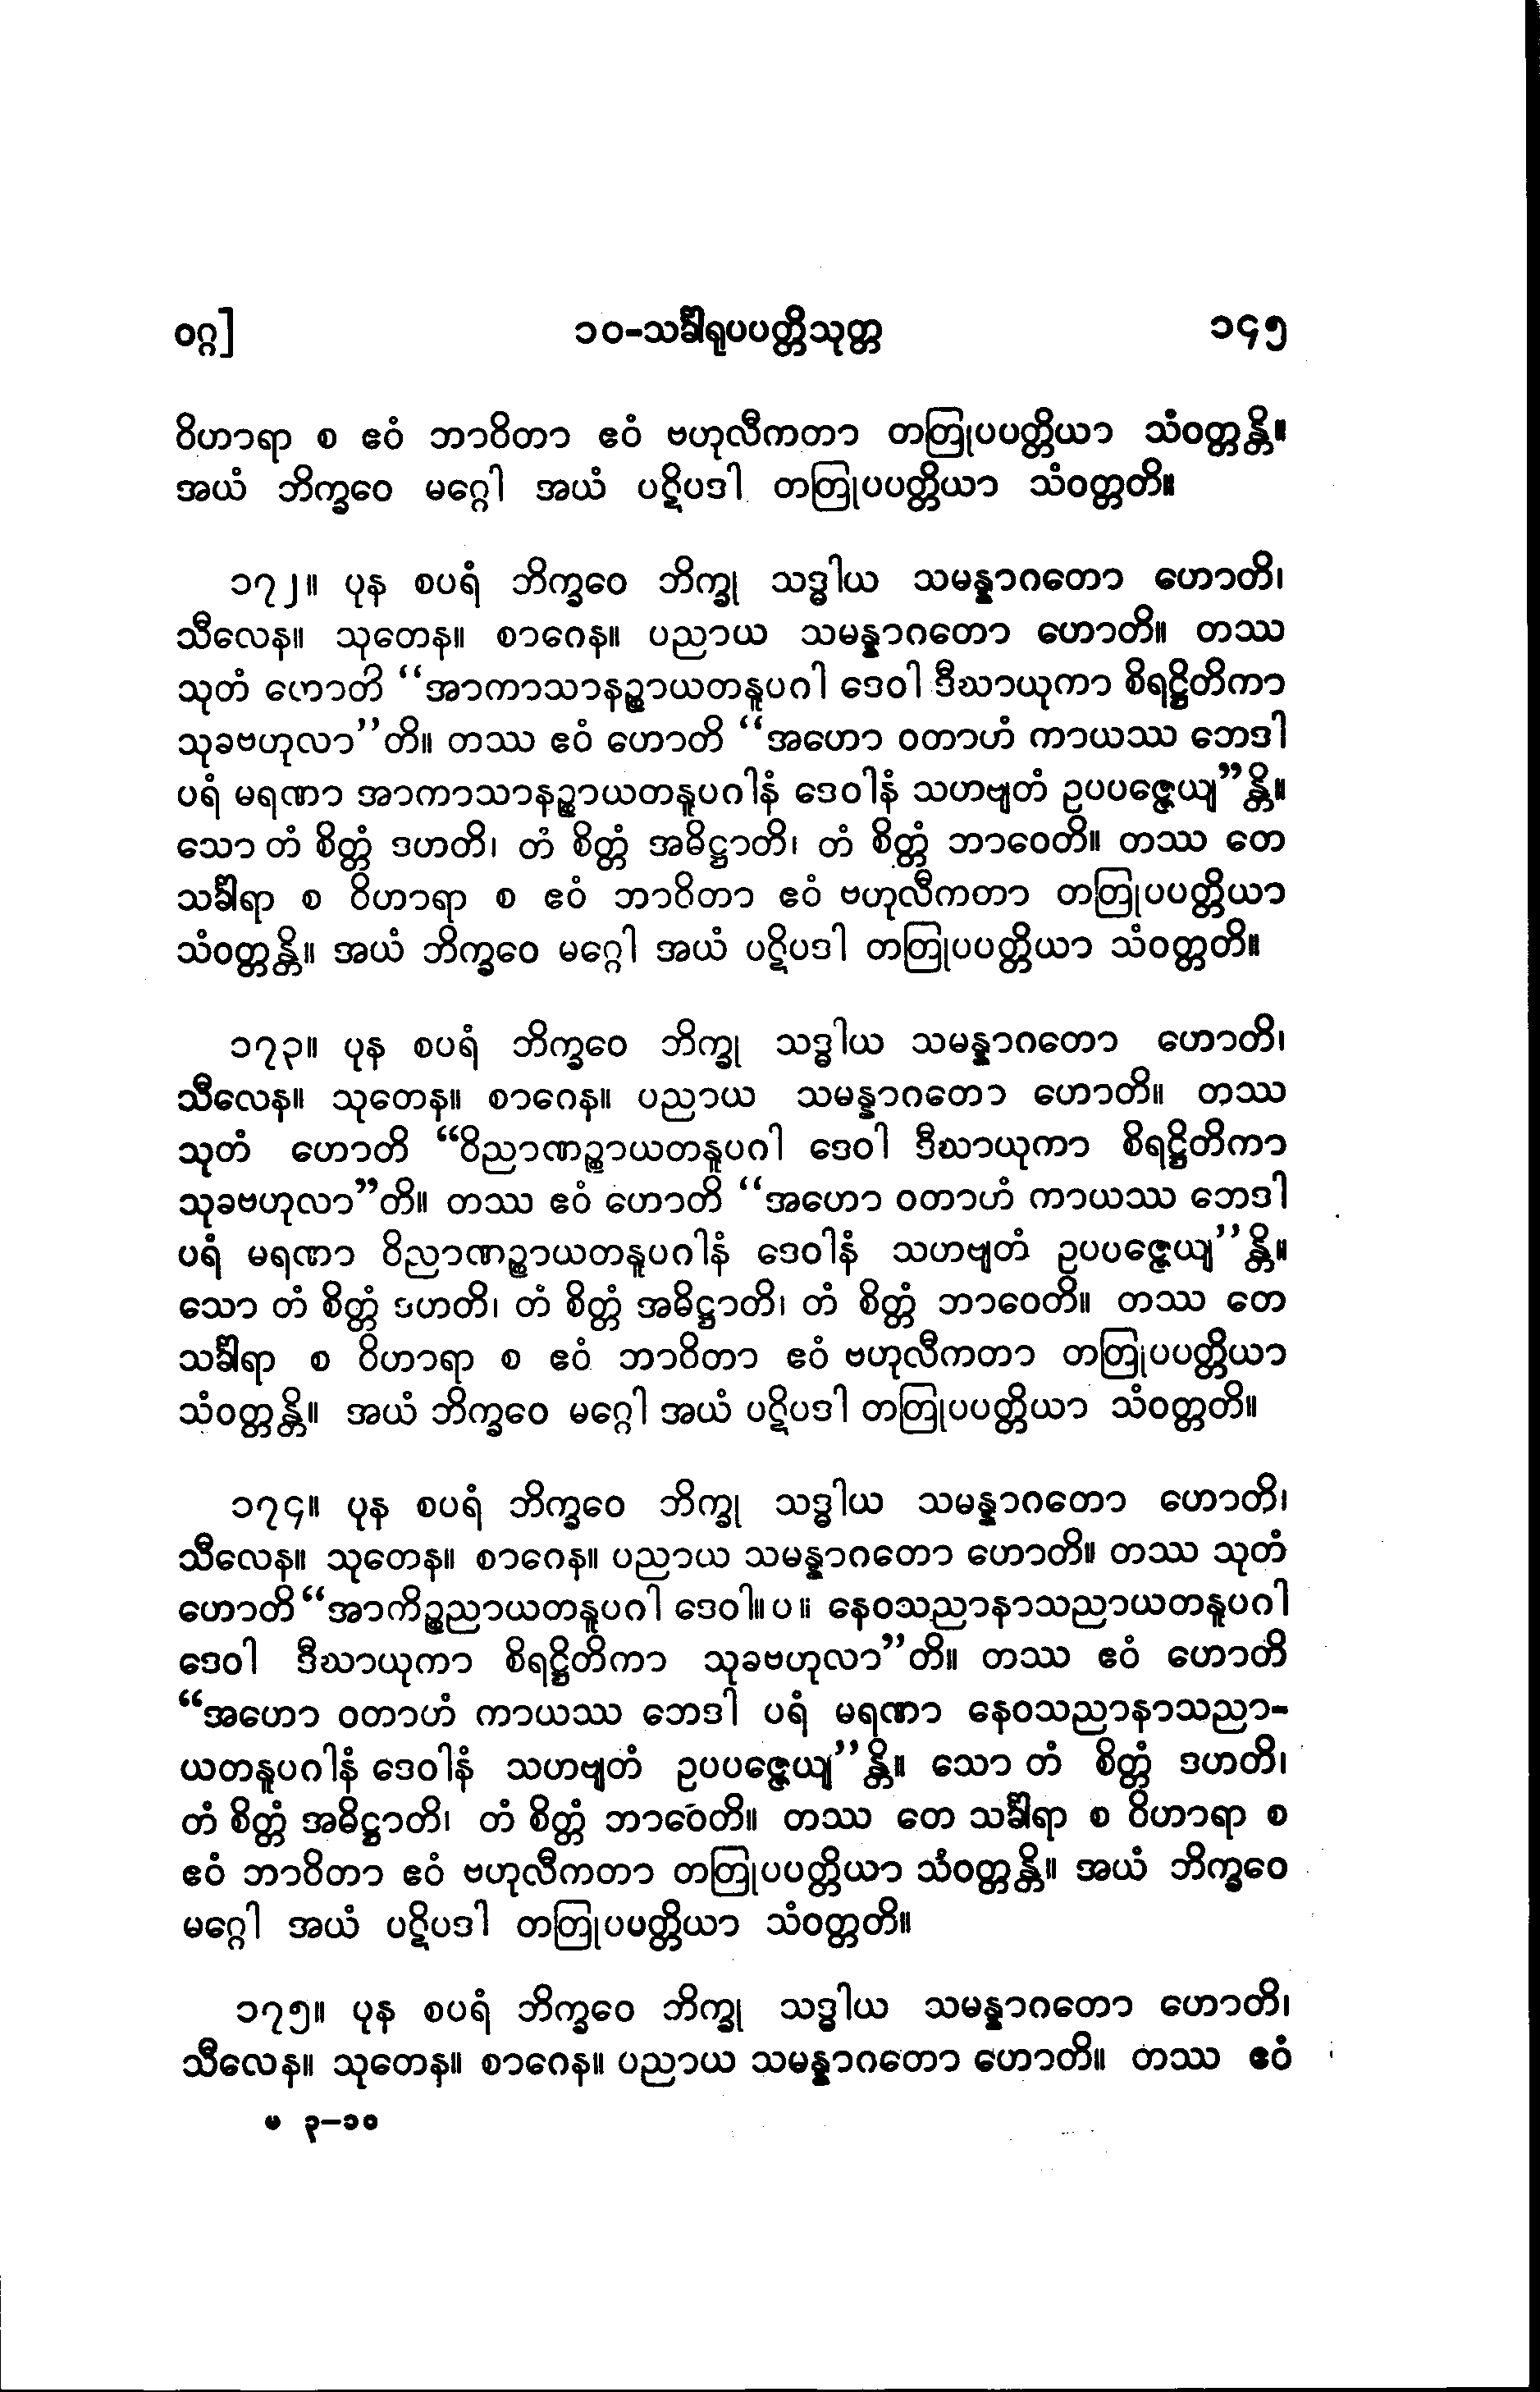 ဝဂ္ဂ] ၁၀-သင်္ခါရုပပတ္တိသုတ္တ ၁၄၅
ဝိဟာရာ စ ဧဝံ ဘာဝိတာ ဧဝံ ဗဟုလီကတာ တတြုပပတ္တိယာ သံဝတ္တန္တိ။
အယံ ဘိက္ခဝေ မဂ္ဂေါ အယံ ပဋိပဒါ တတြုပပတ္တိယာ သံဝတ္တတိ။
၁၇၂။ ပုန စပရံ ဘိက္ခဝေ ဘိက္ခု သဒ္ဓါယ သမန္နာဂတော ဟောတိ၊
သီလေန။ သုတေန။ စာဂေန။ ပညာယ သမန္နာဂတော ဟောတိ။ တဿ
သုတံ ဟောတိ “အာကာသာနဉ္စာယတနူပဂါ ဒေဝါ ဒီဃာယုကာ စိရဋ္ဌိတိကာ
သုခဗဟုလာ”တိ။ တဿ ဧဝံ ဟောတိ “အဟော ဝတာဟံ ကာယဿ ဘေဒါ
ပရံ မရဏာ အာကာသာနဉ္စာယတနူပဂါနံ ဒေဝါနံ သဟဗျတံ ဥပပဇ္ဇေယျ”န္တိ။
သော တံ စိတ္တံ ဒဟတိ၊ တံ စိတ္တံ အဓိဋ္ဌာတိ၊ တံ စိတ္တံ ဘာဝေတိ။ တဿ တေ
သင်္ခါရာ စ ဝိဟာရာ စ ဧဝံ ဘာဝိတာ ဧဝံ ဗဟုလီကတာ တတြုပပတ္တိယာ
သံဝတ္တန္တိ။ အယံ ဘိက္ခဝေ မဂ္ဂေါ အယံ ပဋိပဒါ တတြုပပတ္တိယာ သံဝတ္တတိ။
၁၇၃။ ပုန စပရံ ဘိက္ခဝေ ဘိက္ခု သဒ္ဓါယ သမန္နာဂတော ဟောတိ၊
သီလေန။ သုတေန။ စာဂေန။ ပညာယ သမန္နာဂတော ဟောတိ။ တဿ
သုတံ ဟောတိ “ဝိညာဏဉ္စာယတနူပဂါ ဒေဝါ ဒီဃာယုကာ စိရဋ္ဌိတိကာ
သုခဗဟုလာ”တိ။ တဿ ဧဝံ ဟောတိ “အဟော ဝတာဟံ ကာယဿ ဘေဒါ
ပရံ မရဏာ ဝိညာဏဉ္စာယတနူပဂါနံ ဒေဝါနံ သဟဗျတံ ဥပပဇ္ဇေယျ”န္တိ။
သော တံ စိတ္တံ ဒဟတိ၊ တံ စိတ္တံ အဓိဋ္ဌာတိ၊ တံ စိတ္တံ ဘာဝေတိ။ တဿ တေ
သင်္ခါရာ စ ဝိဟာရာ စ ဧဝံ ဘာဝိတာ ဧဝံ ဗဟုလီကတာ တတြုပပတ္တိယာ
သံဝတ္တန္တိ။ အယံ ဘိက္ခဝေ မဂ္ဂေါ အယံ ပဋိပဒါ တတြုပပတ္တိယာ သံဝတ္တတိ။
၁၇၄။ ပုန စပရံ ဘိက္ခဝေ ဘိက္ခု သဒ္ဓါယ သမန္နာဂတော ဟောတိ၊
သီလေန။ သုတေန။ စာဂေန။ ပညာယ သမန္နာဂတော ဟောတိ။ တဿ သုတံ
ဟောတိ “အာကိဉ္စညာယတနူပဂါ ဒေဝါ။ပ။ နေဝသညာနာသညာယတနူပဂါ
ဒေဝါ ဒီဃာယုကာ စိရဋ္ဌိတိကာ သုခဗဟုလာ”တိ။ တဿ ဧဝံ ဟောတိ
“အဟော ဝတာဟံ ကာယဿ ဘေဒါ ပရံ မရဏာ နေဝသညာနာသညာ-
ယတနူပဂါနံ ဒေဝါနံ သဟဗျတံ ဥပပဇ္ဇေယျ”န္တိ။ သော တံ စိတ္တံ ဒဟတိ၊
တံ စိတ္တံ အဓိဋ္ဌာတိ၊ တံ စိတ္တံ ဘာဝေတိ။ တဿ တေ သင်္ခါရာ စ ဝိဟာရာ စ
ဧဝံ ဘာဝိတာ ဧဝံ ဗဟုလီကတာ တတြုပပတ္တိယာ သံဝတ္တန္တိ။ အယံ ဘိက္ခဝေ
မဂ္ဂေါ အယံ ပဋိပဒါ တတြုပပတ္တိယာ သံဝတ္တတိ။
၁၇၅။ ပုန စပရံ ဘိက္ခဝေ ဘိက္ခု သဒ္ဓါယ သမန္နာဂတော ဟောတိ၊
သီလေန။ သုတေန။ စာဂေန။ ပညာယ သမန္နာဂတော ဟောတိ။ တဿ ဧဝံ
မ ၃–၁၀